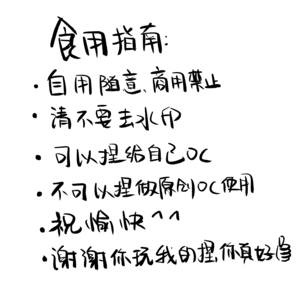 食用指南:
·自用随意、商用禁止
·请不要去水印
·可以捏给自己OC
·不可以捏做原创OC使用
·祝愉快^^
·谢谢你玩我的捏你真好